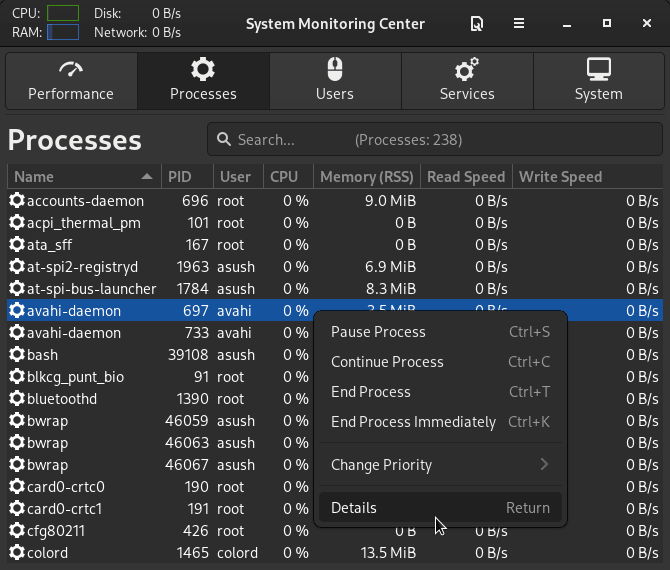 CPU: Disk: 0 B/s
System Monitoring Center
RAM: Network: 0 B/s
Performance Processes Users Services System
Processes
Search... (Processes: 238)
Name PID User CPU Memory (RSS) Read Speed Write Speed
accounts-daemon 696 root 0 % 9.0 MiB 0 B/s 0 B/s
acpi_thermal_pm 101 root 0 % 0 B 0 B/s 0 B/s
ata_sff 167 root 0 % 0 B 0 B/s 0 B/s
at-spi2-registryd 1963 asush 0 % 6.9 MiB 0 B/s 0 B/s
at-spi-bus-launcher 1784 asush 0 % 8.3 MiB 0 B/s 0 B/s
avahi-daemon 697 avahi 0 % 3.5 MiB 0 B/s 0 B/s
avahi-daemon 733 avahi 0 % 0 B/s
bash 39108 asush 0 % 0 B/s
blkcg_punt_bio 91 root 0 % 0 B/s
bluetoothd 1390 root 0 % 0 B/s
bwrap 46059 asush 0 % 0 B/s
bwrap 46063 asush 0 % 0 B/s
bwrap 46067 asush 0 % 0 B/s
card0-crtc0 190 root 0 % 0 B/s
card0-crtc1 191 root 0 % 0 B/s
cfg80211 426 root 0 % 0 B 0 B/s 0 B/s
colord 1465 colord 0 % 13.5 MiB 0 B/s 0 B/s
Pause Process Ctrl+S
Continue Process Ctrl+C
End Process Ctrl+T
End Process Immediately Ctrl+K
Change Priority
Details Return